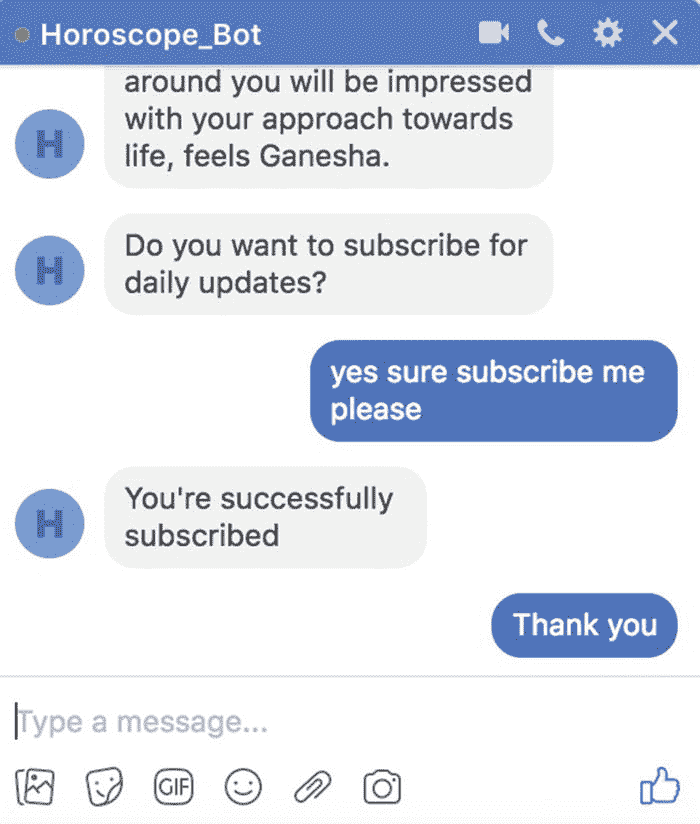 Horoscope_Bot
around you will be impressed
with your approach towards
life, feels Ganesha.
H
Do you want to subscribe for
daily updates?
H
yes sure subscribe me
please
You're successfully
subscribed
H
Thank you
Type a message...
GIF